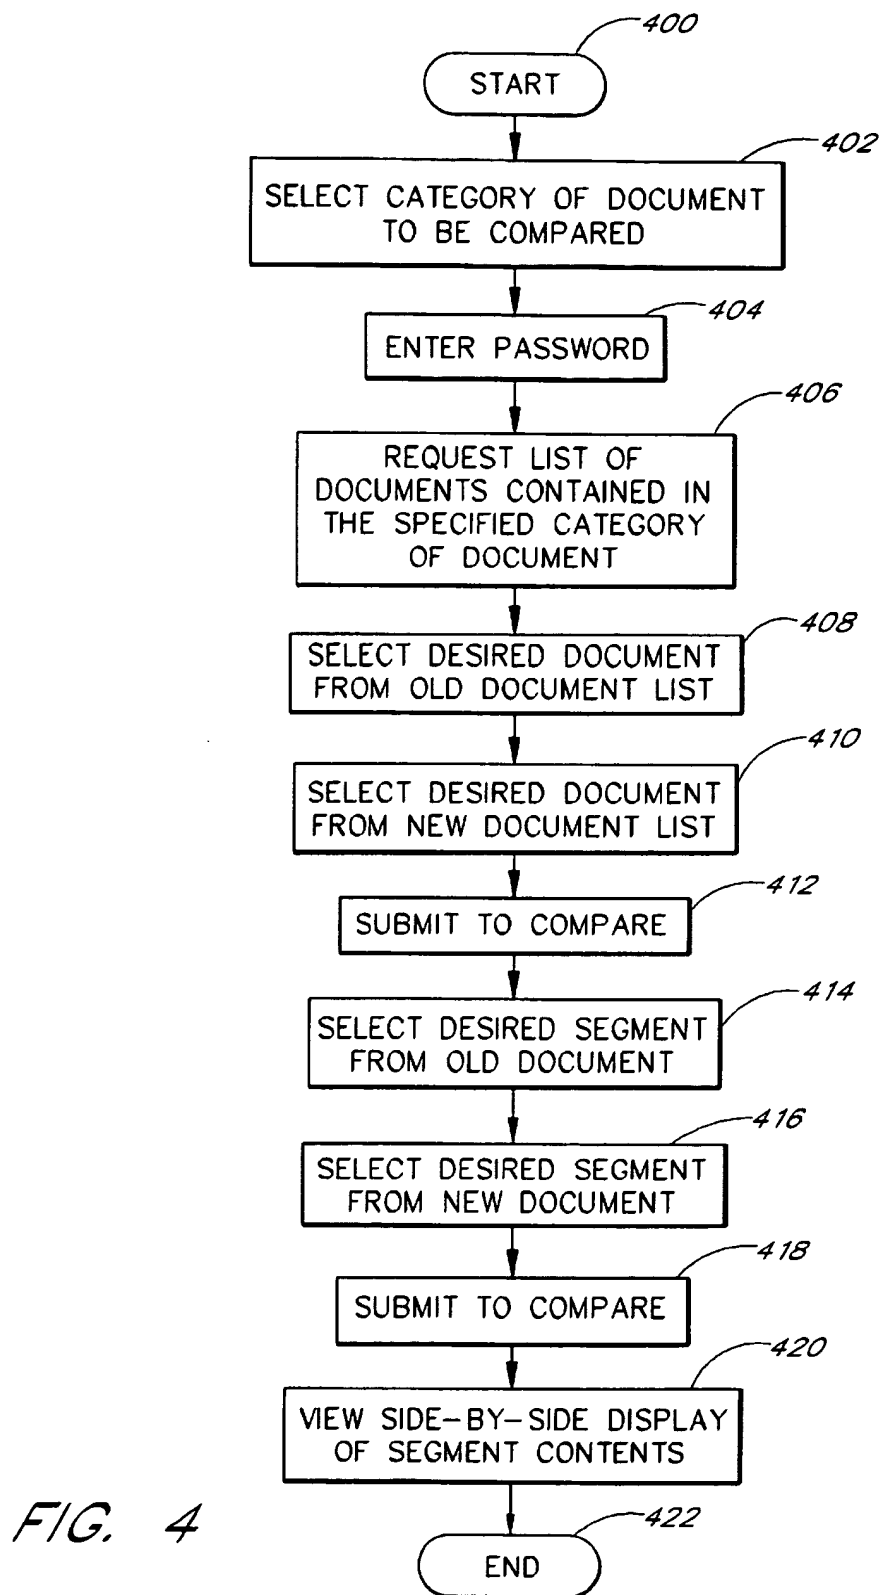 400
START
402
SELECT CATEGORY OF DOCUMENT
TO BE COMPARED
404
ENTER PASSWORD
406
REQUEST LIST OF
DOCUMENTS CONTAINED IN
THE SPECIFIED CATEGORY
OF DOCUMENT
408
SELECT DESIRED DOCUMENT
FROM OLD DOCUMENT LIST
410
SELECT DESIRED DOCUMENT
FROM NEW DOCUMENT LIST
412
SUBMIT TO COMPARE
414
SELECT DESIRED SEGMENT
FROM OLD DOCUMENT
416
SELECT DESIRED SEGMENT
FROM NEW DOCUMENT
418
SUBMIT TO COMPARE
420
VIEW SIDE-BY-SIDE DISPLAY
OF SEGMENT CONTENTS
422
END
FIG. 4